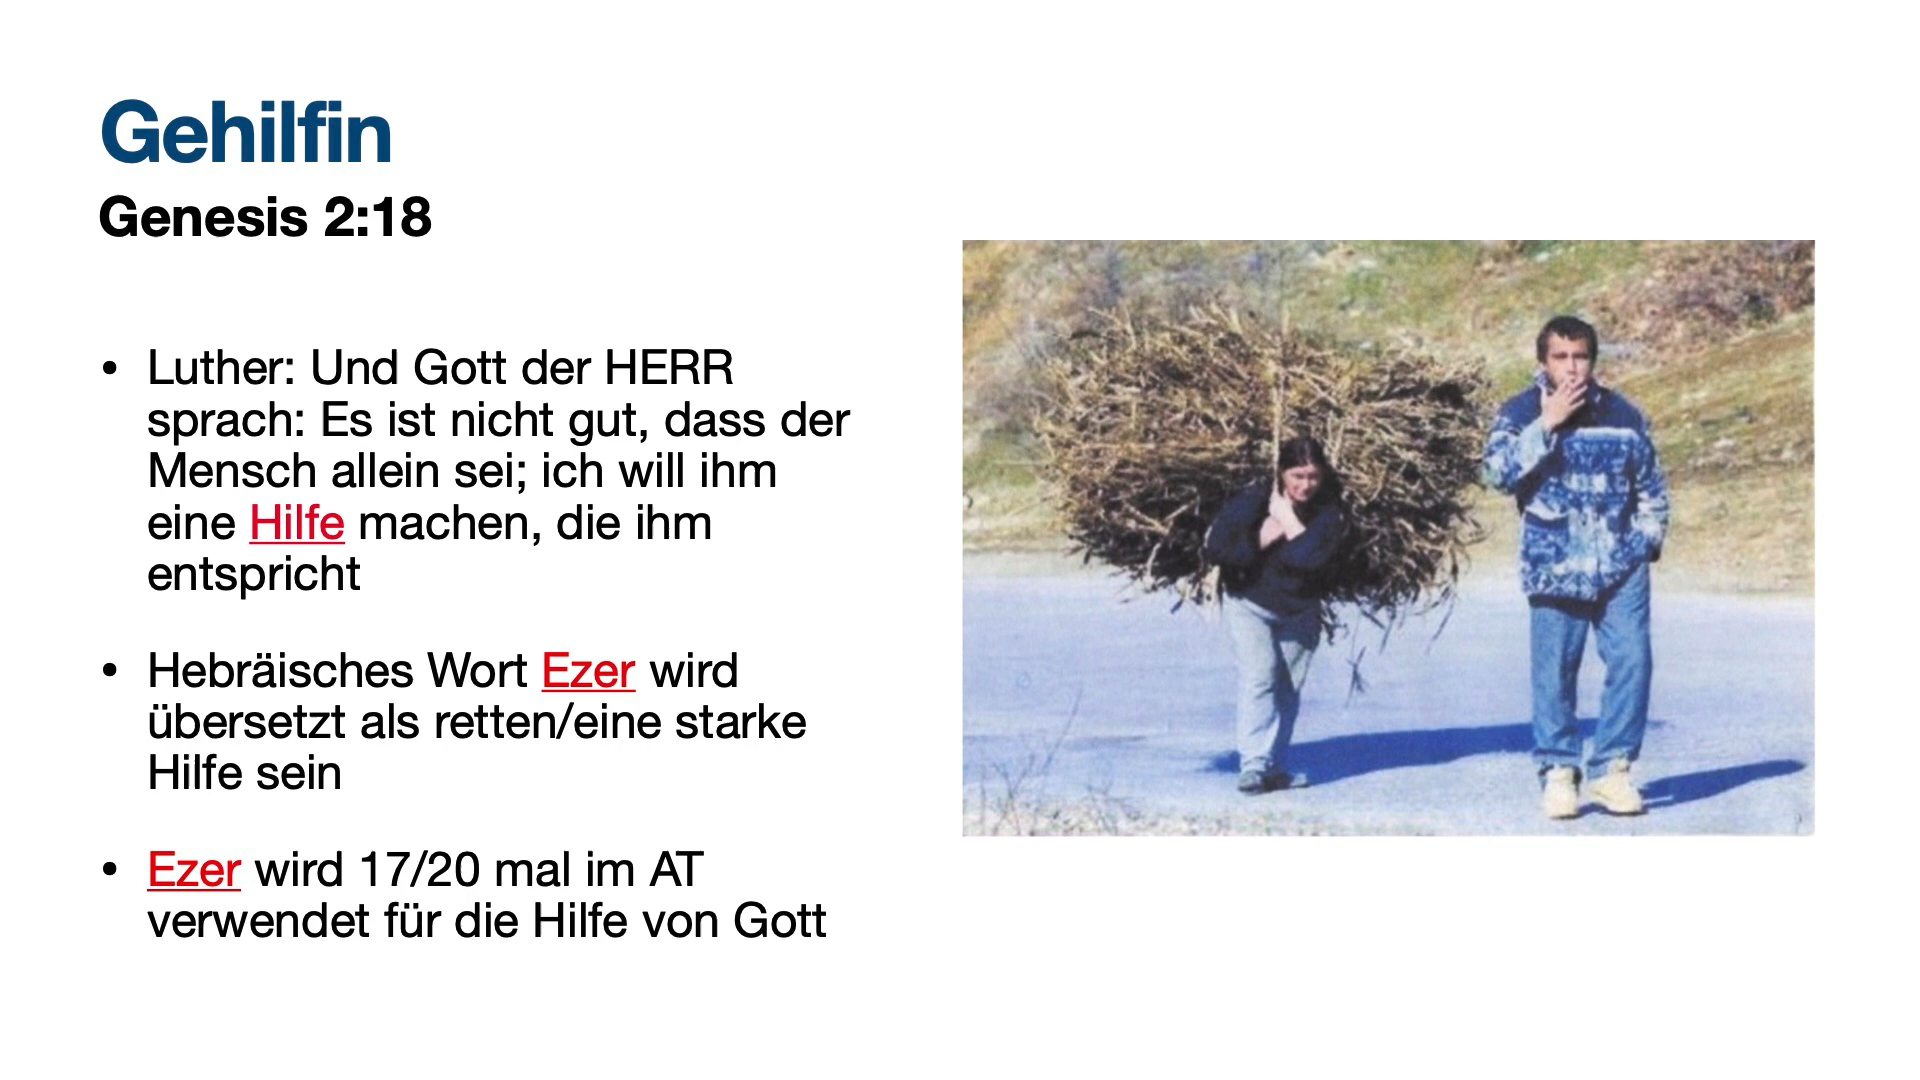 Gehilfin
Genesis 2:18
• Luther: Und Gott der HERR
sprach: Es ist nicht gut, dass der
Mensch allein sei; ich will ihm
eine Hilfe machen, die ihm
entspricht
• Hebräisches Wort Ezer wird
übersetzt als retten/eine starke
Hilfe sein
• Ezer wird 17/20 mal im AT
verwendet für die Hilfe von Gott